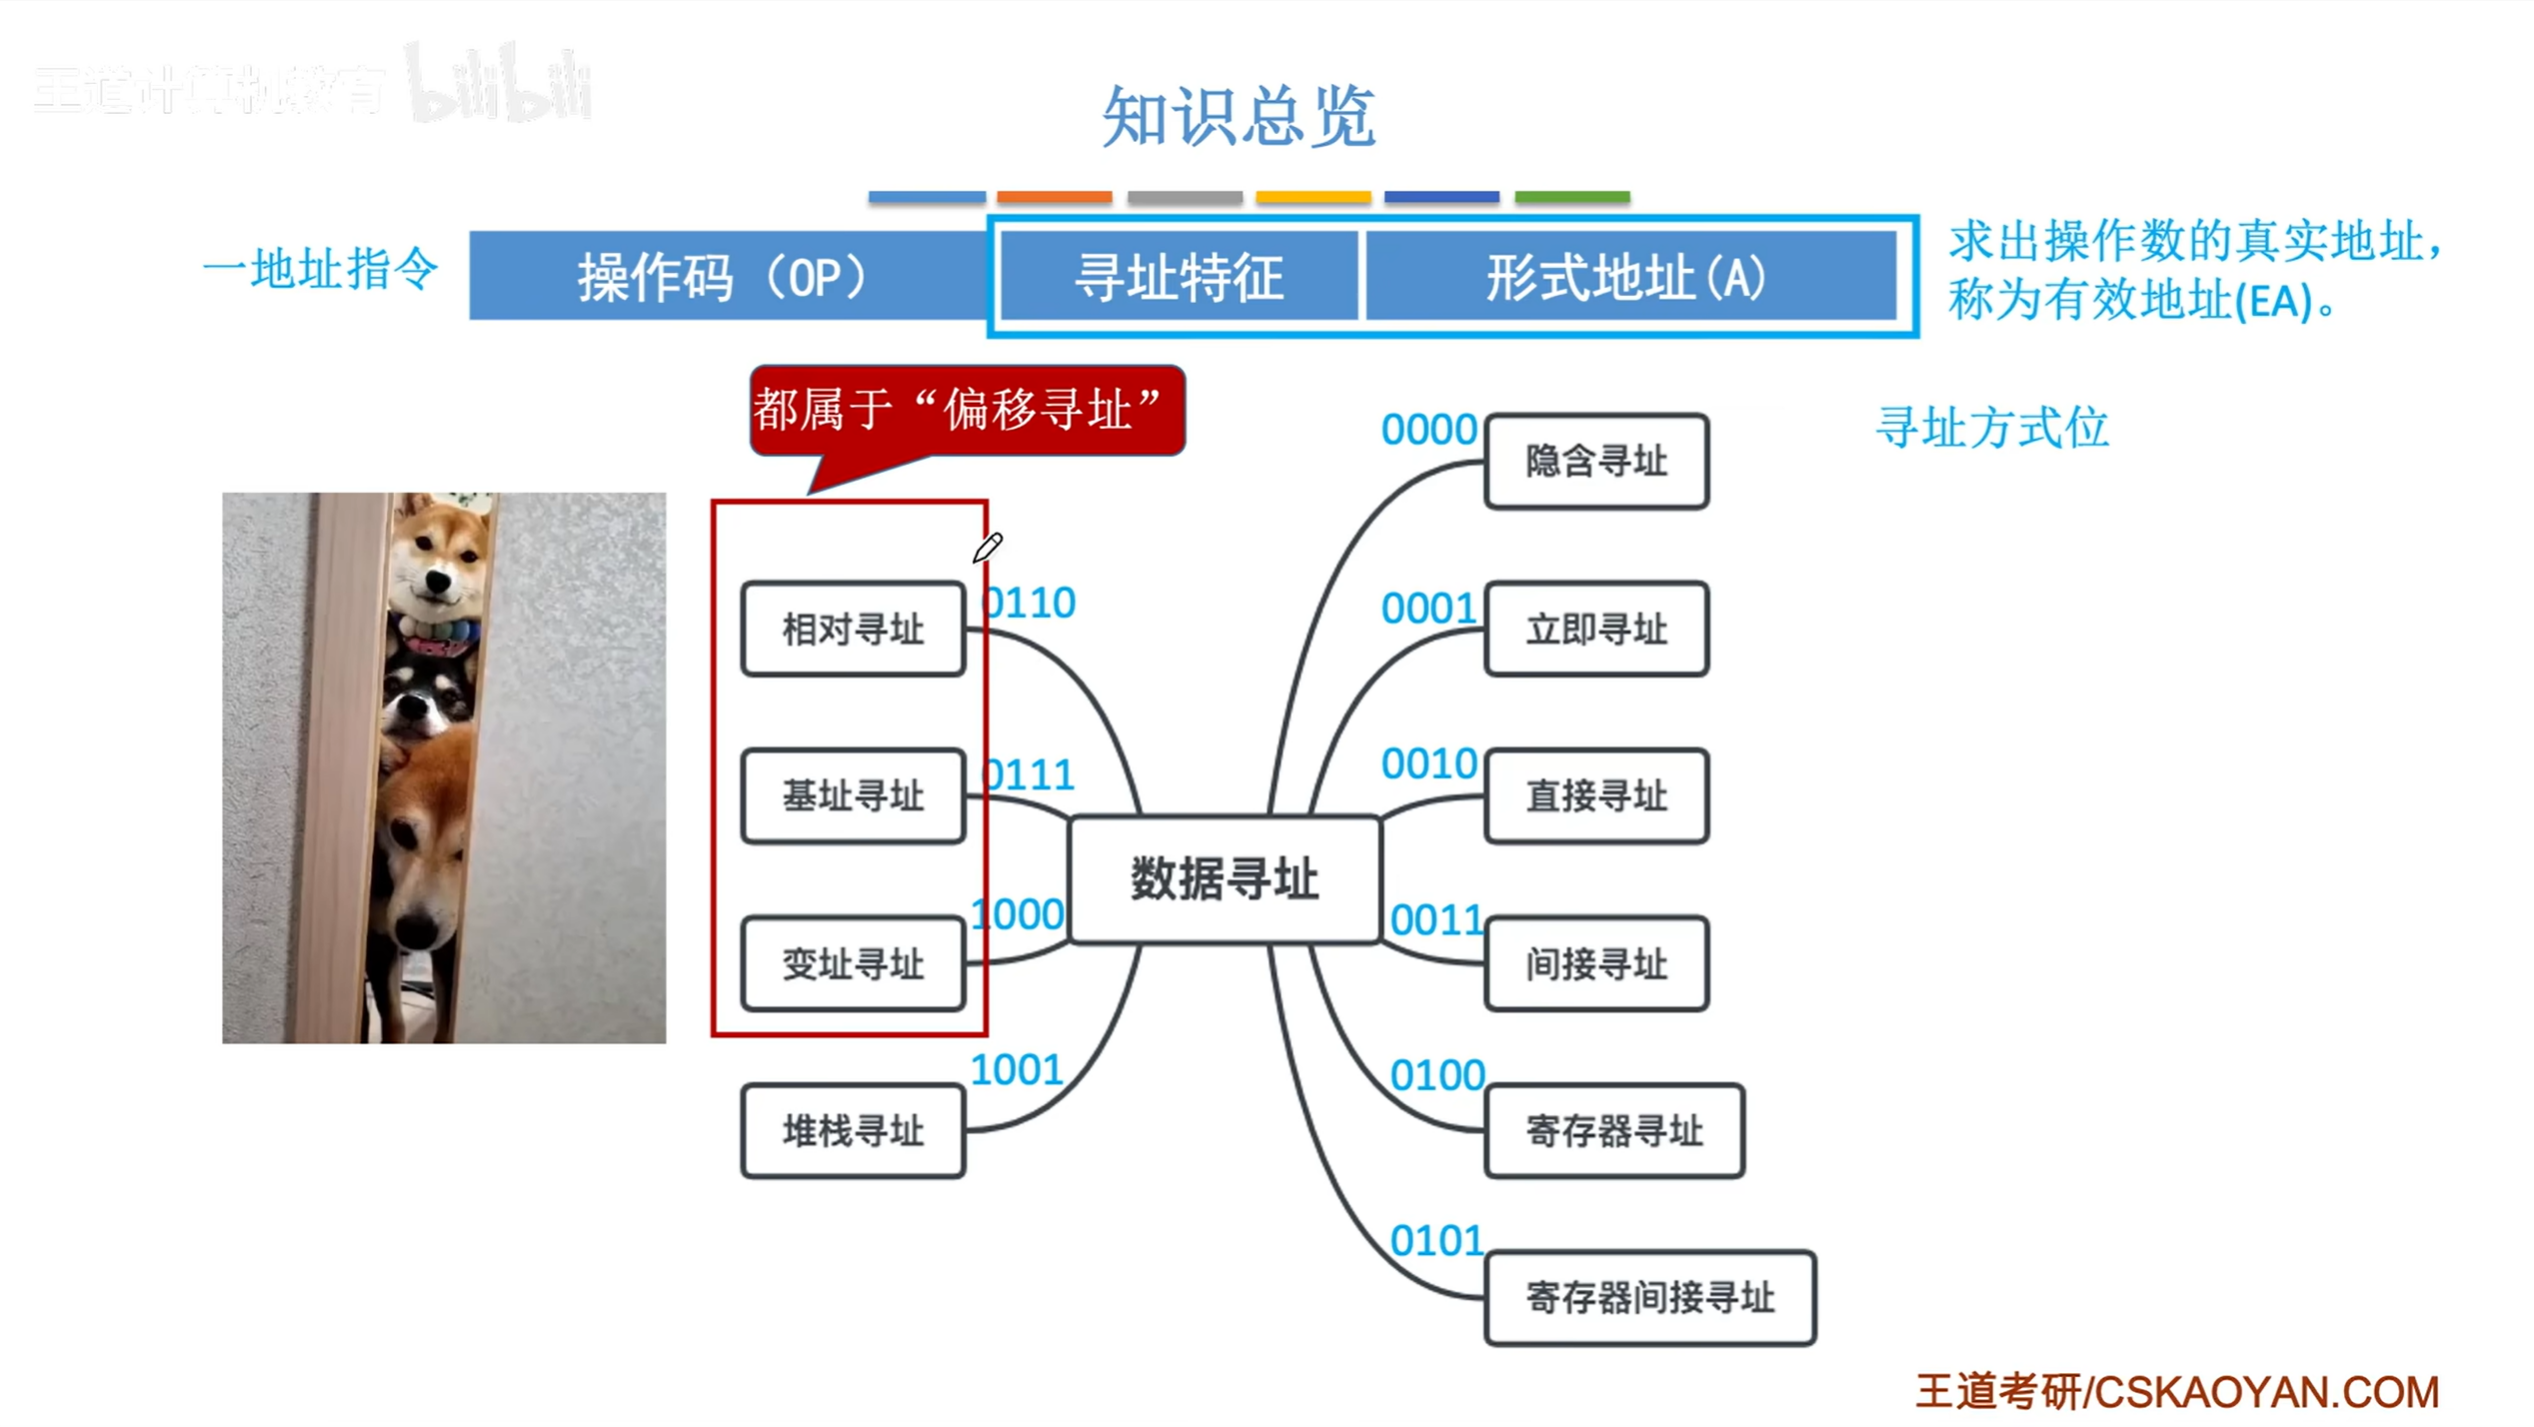 王道计算机教育 bilibili
知识总览
一地址指令
操作码（OP）
寻址特征
形式地址(A)
求出操作数的真实地址，
称为有效地址(EA)。
都属于“偏移寻址”
寻址方式位
0000
隐含寻址
0110
相对寻址
0001
立即寻址
0111
基址寻址
0010
直接寻址
数据寻址
1000
变址寻址
0011
间接寻址
1001
堆栈寻址
0100
寄存器寻址
0101
寄存器间接寻址
王道考研/CSKAOYAN.COM